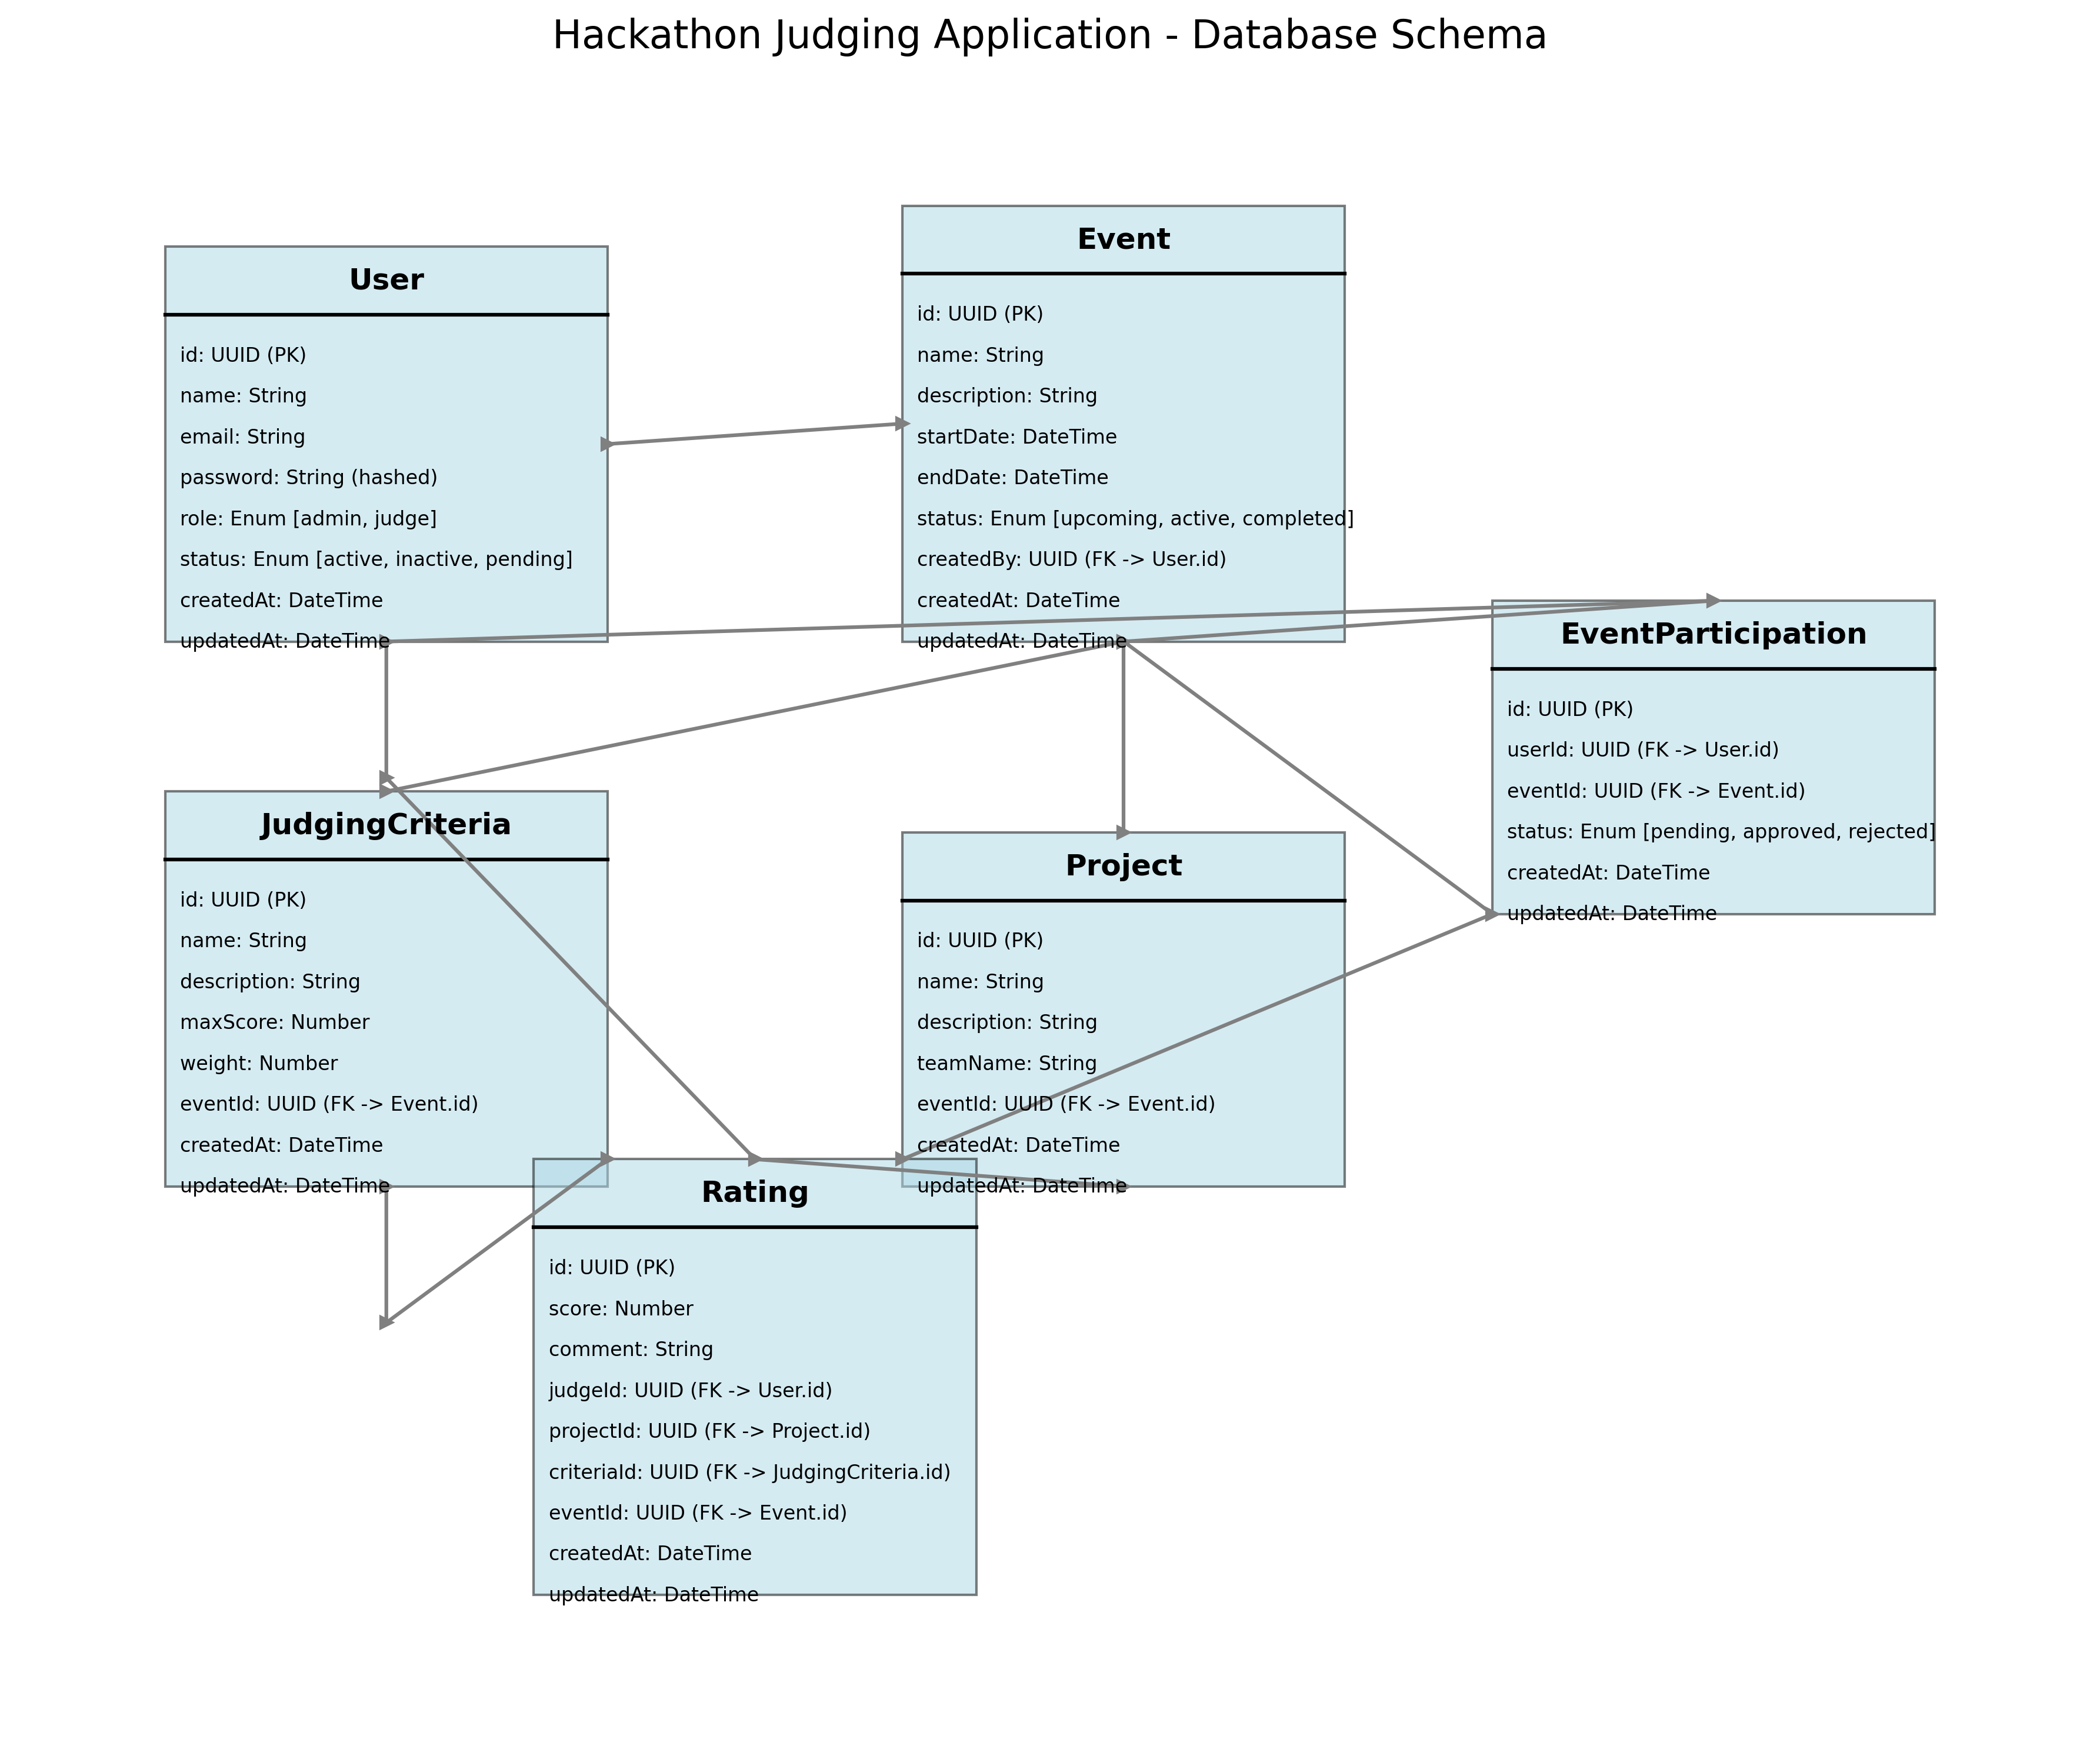 Hackathon Judging Application - Database Schema
User
id: UUID (PK)
name: String
email: String
password: String (hashed)
role: Enum [admin, judge]
status: Enum [active, inactive, pending]
createdAt: DateTime
updatedAt: DateTime
Event
id: UUID (PK)
name: String
description: String
startDate: DateTime
endDate: DateTime
status: Enum [upcoming, active, completed]
createdBy: UUID (FK -> User.id)
createdAt: DateTime
updatedAt: DateTime
EventParticipation
id: UUID (PK)
userId: UUID (FK -> User.id)
eventId: UUID (FK -> Event.id)
status: Enum [pending, approved, rejected]
createdAt: DateTime
updatedAt: DateTime
JudgingCriteria
id: UUID (PK)
name: String
description: String
maxScore: Number
weight: Number
eventId: UUID (FK -> Event.id)
createdAt: DateTime
updatedAt: DateTime
Project
id: UUID (PK)
name: String
description: String
teamName: String
eventId: UUID (FK -> Event.id)
createdAt: DateTime
updatedAt: DateTime
Rating
id: UUID (PK)
score: Number
comment: String
judgeId: UUID (FK -> User.id)
projectId: UUID (FK -> Project.id)
criteriaId: UUID (FK -> JudgingCriteria.id)
eventId: UUID (FK -> Event.id)
createdAt: DateTime
updatedAt: DateTime